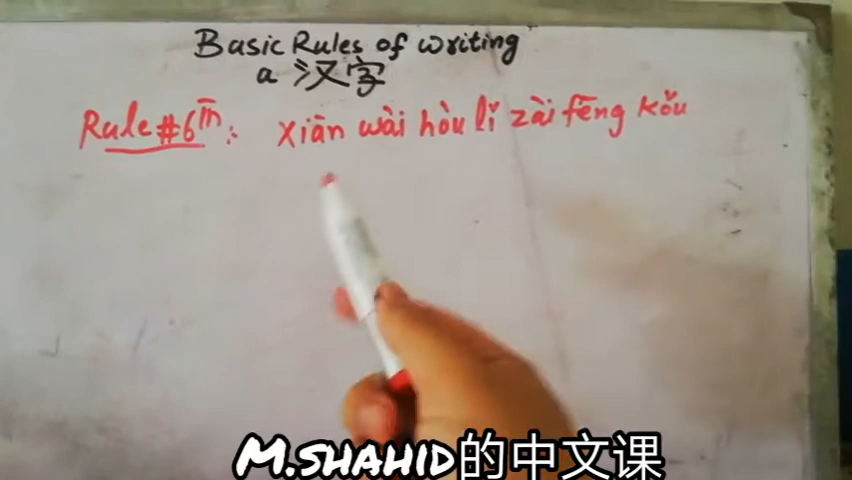 Basic Rules of writing
a 汉字
Rule #6th: xiān wài hòu lǐ zài fēng kǒu
M.SHAHID的中文课